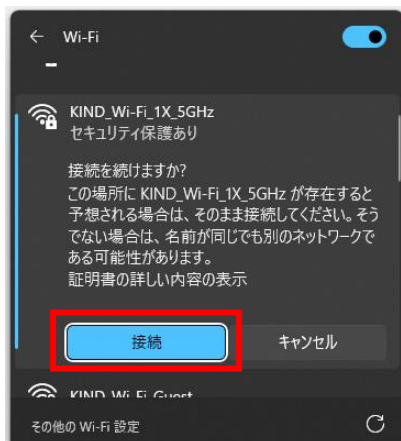 Wi-Fi
KIND_Wi-Fi_1X_5GHz
セキュリティ保護あり
接続を続けますか?
この場所に KIND_Wi-Fi_1X_5GHz が存在すると
予想される場合は、そのまま接続してください。そう
でない場合は、名前が同じでも別のネットワークで
ある可能性があります。
証明書の詳しい内容の表示
接続
キャンセル
KIND_Wi-Fi_Guest
その他の Wi-Fi 設定